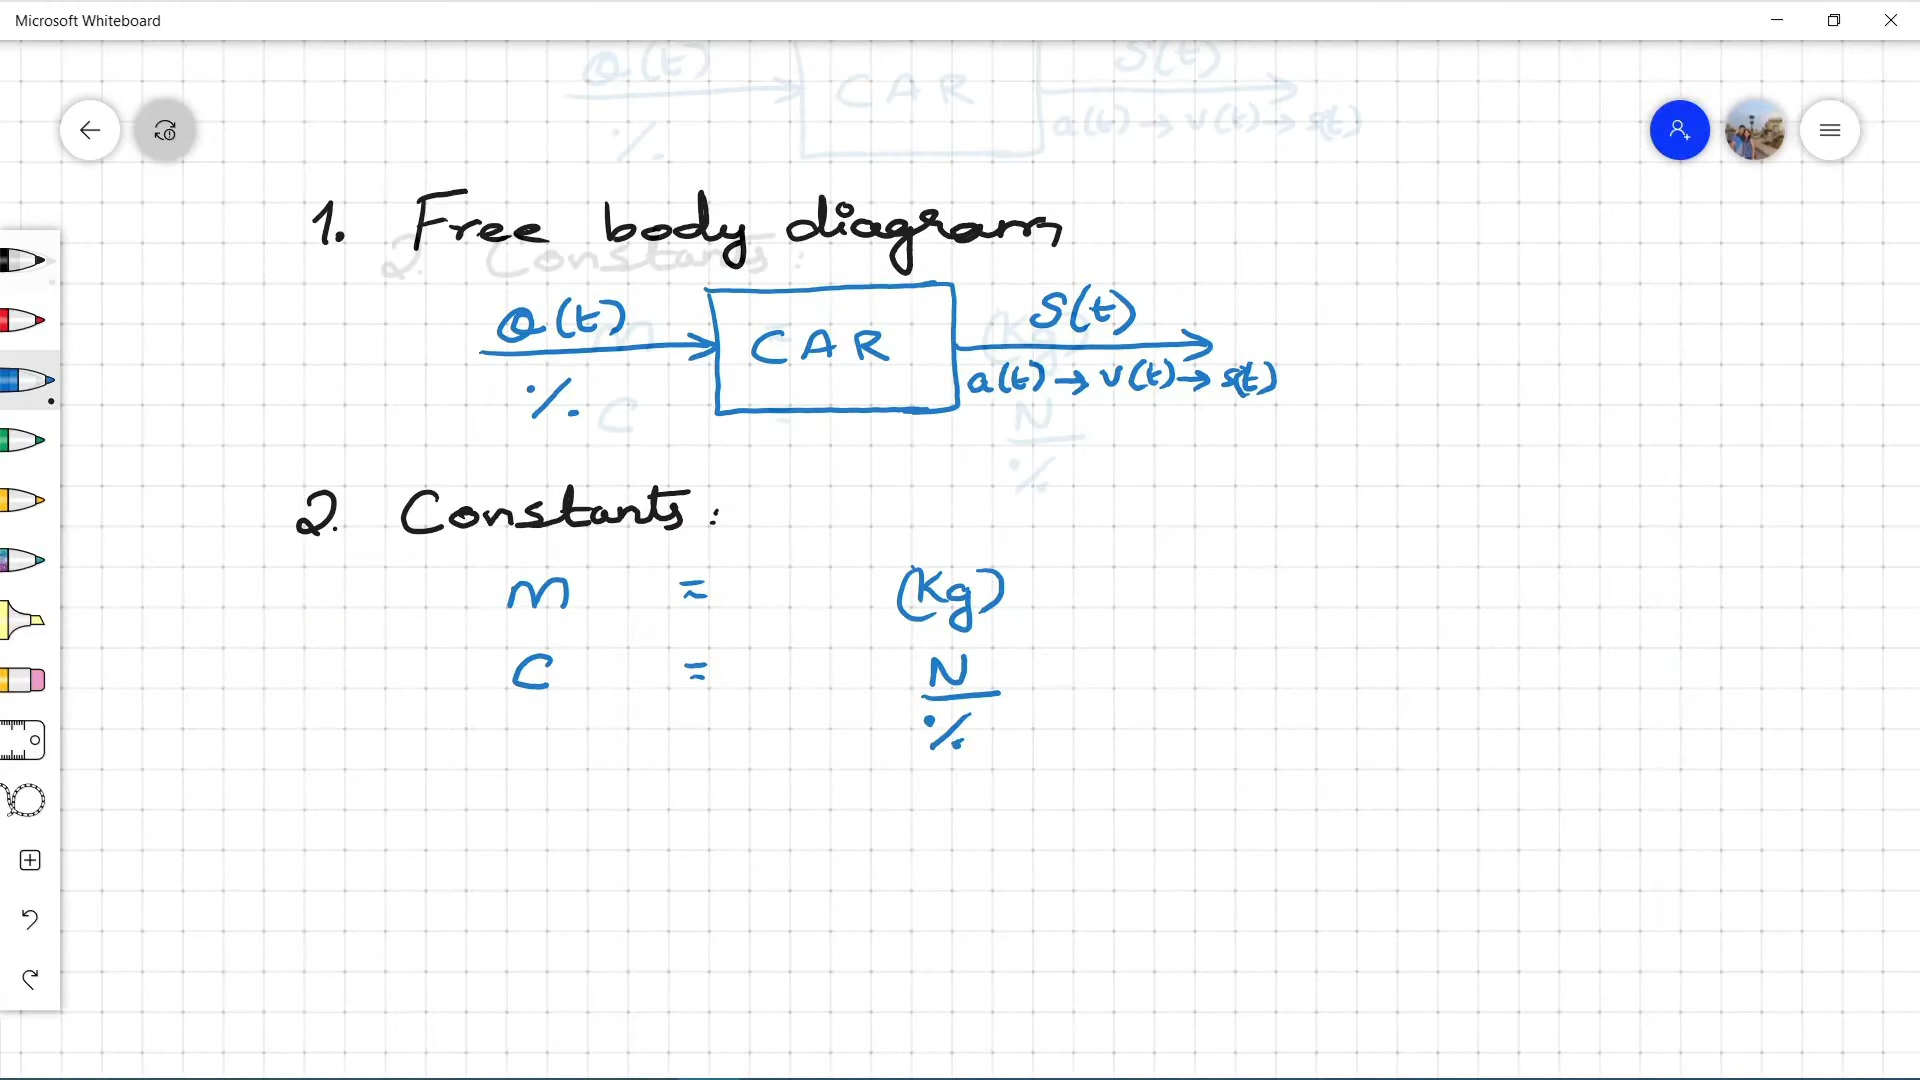 Microsoft Whiteboard
1. Free body diagram
Θ(t)
%
CAR
S(t)
a(t) → v(t) → s(t)
2. Constants:
m = (Kg)
C = N
%